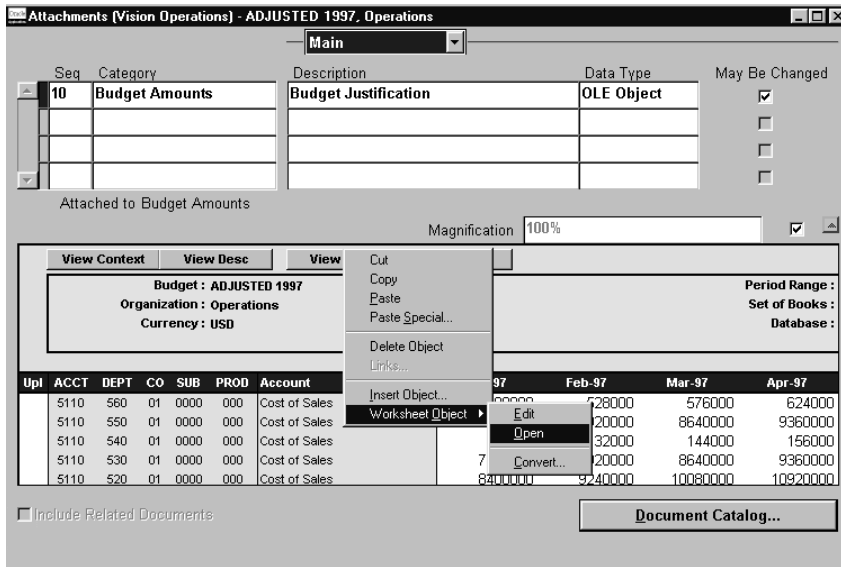 Attachments (Vision Operations) - ADJUSTED 1997, Operations
Main
Seq Category Description Data Type May Be Changed
10 Budget Amounts Budget Justification OLE Object
Attached to Budget Amounts
Magnification 100%
View Context View Desc View
Budget : ADJUSTED 1997 Period Range :
Organization : Operations Set of Books :
Currency : USD Database :
Cut
Copy
Paste
Paste Special...
Delete Object
Links...
Insert Object...
Worksheet Object
Edit
Open
Convert...
Upl ACCT DEPT CO SUB PROD Account 97 Feb-97 Mar-97 Apr-97
5110 560 01 0000 000 Cost of Sales 528000 576000 624000
5110 550 01 0000 000 Cost of Sales 8640000 9360000
5110 540 01 0000 000 Cost of Sales 32000 144000 156000
5110 530 01 0000 000 Cost of Sales 7 8640000 9360000
5110 520 01 0000 000 Cost of Sales 8400000 9240000 10080000 10920000
Include Related Documents
Document Catalog...